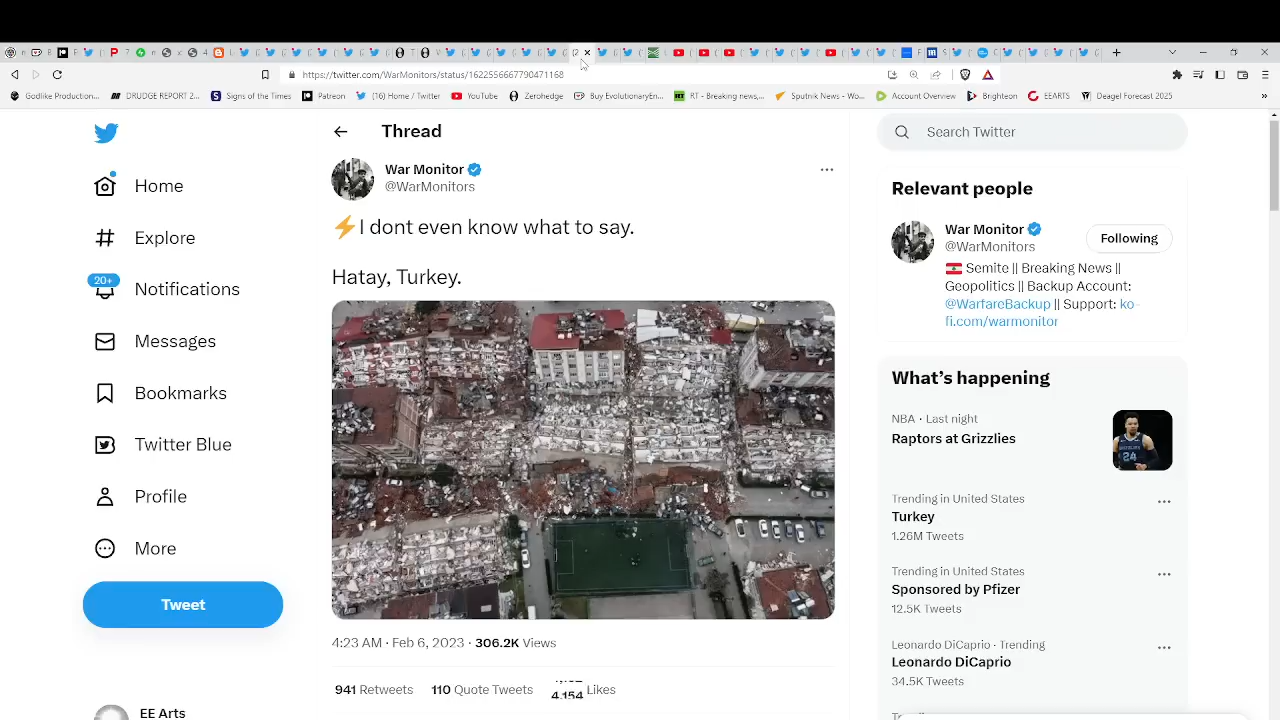 https://twitter.com/WarMonitors/status/1622556667790471168
Godlike Productio...
DRUDGE REPORT 2...
Signs of the Times
Patreon
(16) Home / Twitter
YouTube
Zerohedge
Buy EvolutionaryEn...
RT - Breaking news,...
Sputnik News - Wo...
Account Overview
Brighteon
EEARTS
Deagel Forecast 2025
»
Home
Explore
20+
Notifications
Messages
Bookmarks
Twitter Blue
Profile
More
Tweet
EE Arts
Thread
War Monitor
@WarMonitors
⚡I dont even know what to say.
Hatay, Turkey.
4:23 AM · Feb 6, 2023 · 306.2K Views
941 Retweets 110 Quote Tweets 4,154 Likes
Search Twitter
Relevant people
War Monitor
@WarMonitors
Following
🇱🇧 Semite || Breaking News ||
Geopolitics || Backup Account:
@WarfareBackup || Support: ko-
fi.com/warmonitor
What's happening
NBA · Last night
Raptors at Grizzlies
Trending in United States
Turkey
1.26M Tweets
Trending in United States
Sponsored by Pfizer
12.5K Tweets
Leonardo DiCaprio · Trending
Leonardo DiCaprio
34.5K Tweets